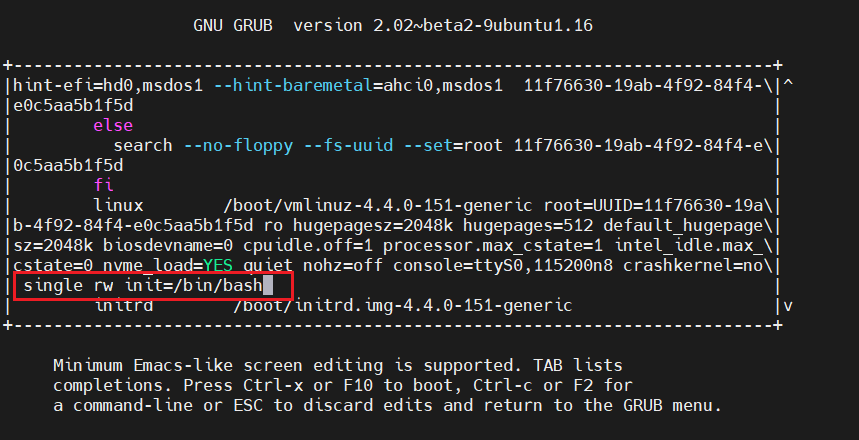 GNU GRUB  version 2.02~beta2-9ubuntu1.16
+----------------------------------------------------------------------------+
|hint-efi=hd0,msdos1 --hint-baremetal=ahci0,msdos1  11f76630-19ab-4f92-84f4-\|^
|e0c5aa5b1f5d                                                                |
|        else                                                                |
|          search --no-floppy --fs-uuid --set=root 11f76630-19ab-4f92-84f4-e\|
|0c5aa5b1f5d                                                                 |
|        fi                                                                  |
|        linux        /boot/vmlinuz-4.4.0-151-generic root=UUID=11f76630-19a\|
|b-4f92-84f4-e0c5aa5b1f5d ro hugepagesz=2048k hugepages=512 default_hugepage\|
|sz=2048k biosdevname=0 cpuidle.off=1 processor.max_cstate=1 intel_idle.max_\|
|cstate=0 nvme_load=YES quiet nohz=off console=ttyS0,115200n8 crashkernel=no\|
| single rw init=/bin/bash                                                   |
|        initrd        /boot/initrd.img-4.4.0-151-generic                    |v
+----------------------------------------------------------------------------+
Minimum Emacs-like screen editing is supported. TAB lists
completions. Press Ctrl-x or F10 to boot, Ctrl-c or F2 for
a command-line or ESC to discard edits and return to the GRUB menu.